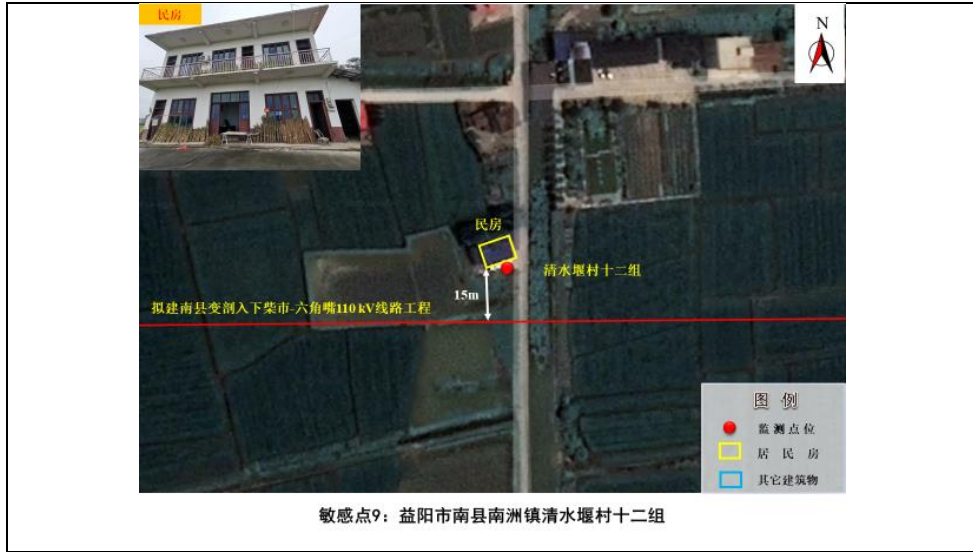 民房
N
民房
清水堰村十二组
15m
拟建南县变剖入下柴市-六角嘴110 kV线路工程
图 例
监 测 点 位
居 民 房
其它建筑物
敏感点9：益阳市南县南洲镇清水堰村十二组